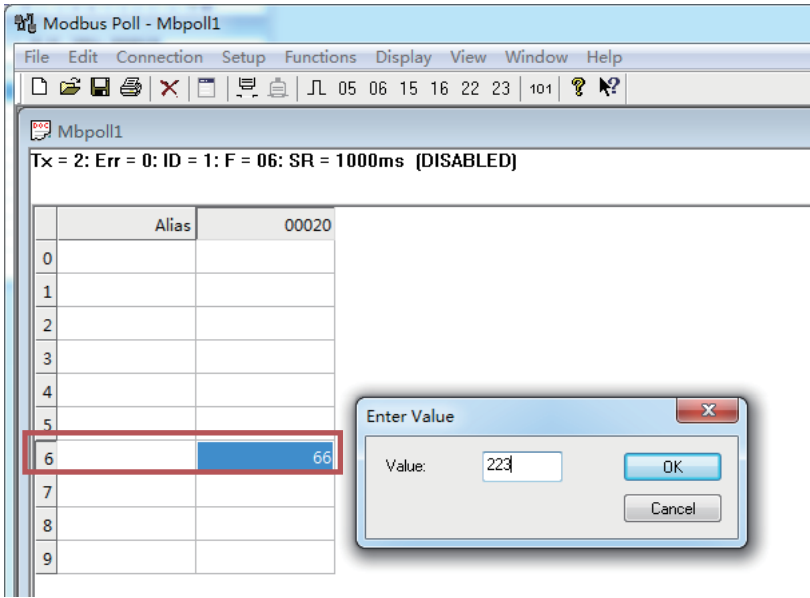 Modbus Poll - Mbpoll1
File Edit Connection Setup Functions Display View Window Help
05 06 15 16 22 23 101
Mbpoll1
Tx = 2: Err = 0: ID = 1: F = 06: SR = 1000ms (DISABLED)
Alias 00020
0
1
2
3
4
5
6 66
7
8
9
Enter Value
Value: 223
OK
Cancel